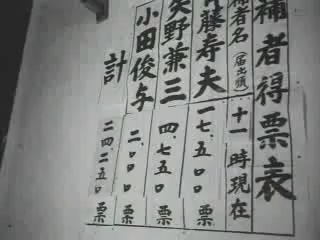 補者得票表
補者名(届出順) 十一時現在
藤寿夫 一七、五〇〇票
矢野兼三 四、七五〇票
小田俊与 二、〇〇〇票
計 二四、二五〇票